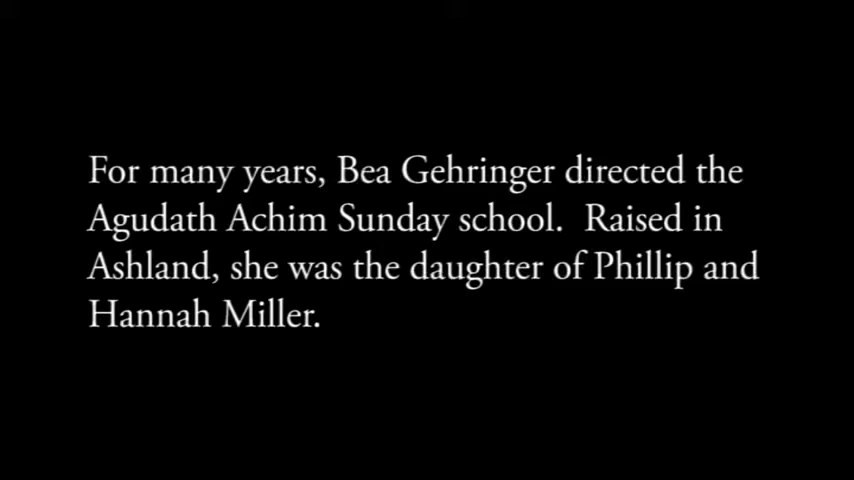 For many years, Bea Gehringer directed the
Agudath Achim Sunday school.  Raised in
Ashland, she was the daughter of Phillip and
Hannah Miller.